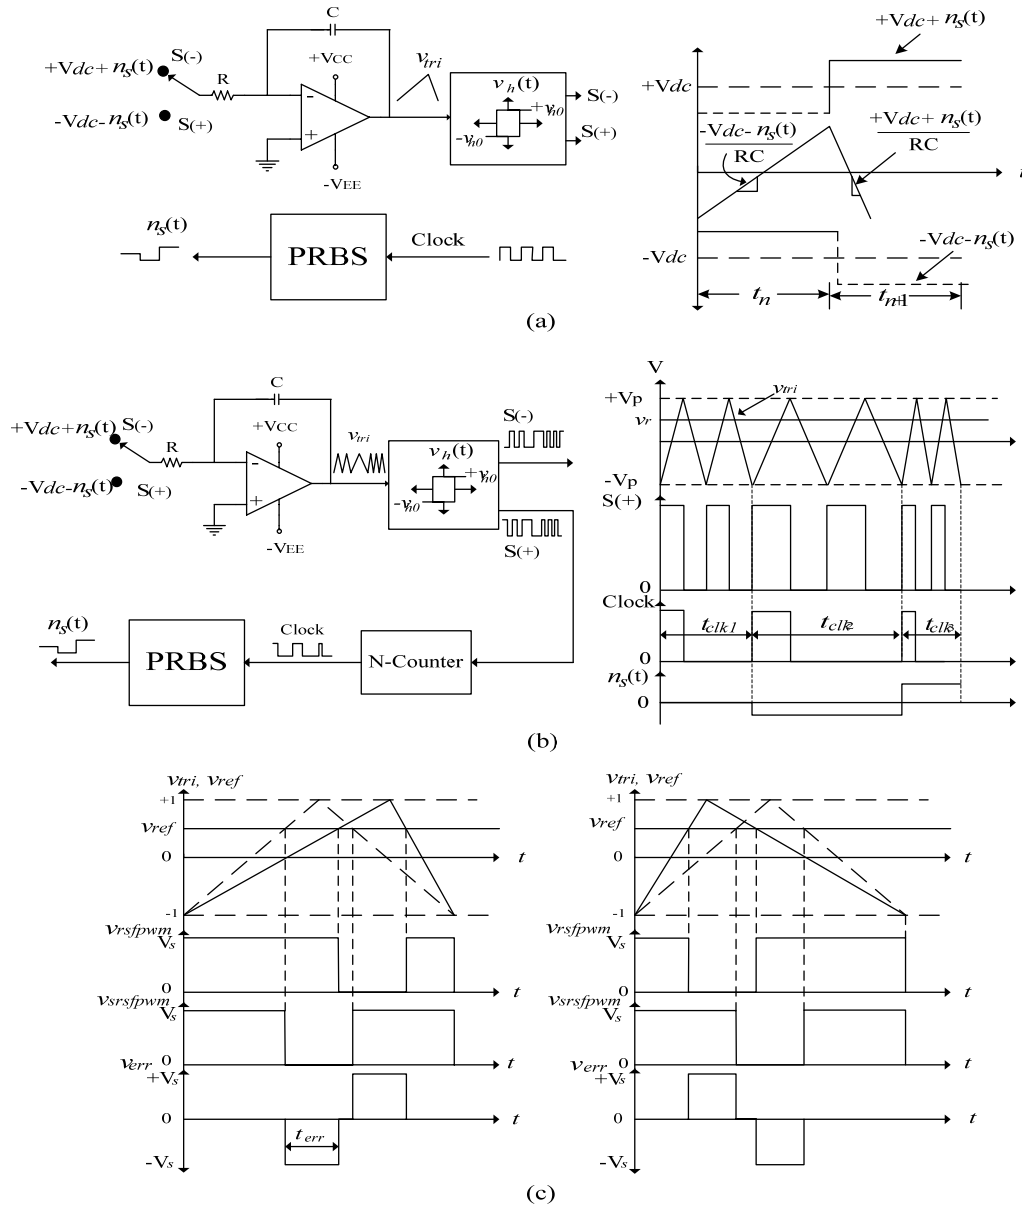 C
S(-)
+Vdc+ ns(t)
R
+VCC
vtri
-
+
-Vdc- ns(t)
S(+)
-VEE
vh(t)
+vh0
-vh0
S(-)
S(+)
ns(t)
PRBS
Clock
+Vdc+ ns(t)
+Vdc
-Vdc- ns(t)
RC
+Vdc+ ns(t)
RC
t
-Vdc
-Vdc-ns(t)
tn
tn+1
(a)
C
+Vdc+ns(t)
S(-)
R
+VCC
vtri
-
+
-Vdc-ns(t)
S(+)
-VEE
vh(t)
+vh0
-vh0
S(-)
S(+)
ns(t)
PRBS
Clock
N-Counter
V
+Vp
vtri
vr
-Vp
S(+)
0
Clock
tclk1
tclk2
tclk3
0
ns(t)
0
(b)
vtri, vref
+1
vref
0
t
-1
vrsfpwm
Vs
0
t
vsrsfpwm
Vs
0
t
verr
+Vs
0
t
terr
-Vs
vtri, vref
+1
vref
0
t
-1
vrsfpwm
Vs
0
t
vsrsfpwm
Vs
0
t
verr
+Vs
0
t
-Vs
(c)